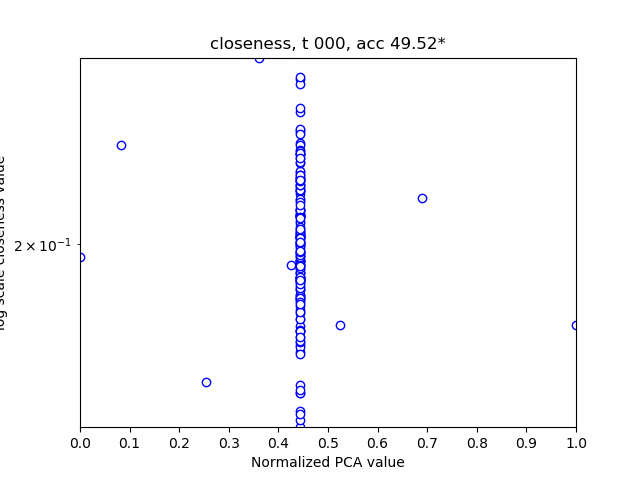 closeness, t 000, acc 49.52*
log scale closeness value
2 × 10⁻¹
0.0 0.1 0.2 0.3 0.4 0.5 0.6 0.7 0.8 0.9 1.0
Normalized PCA value